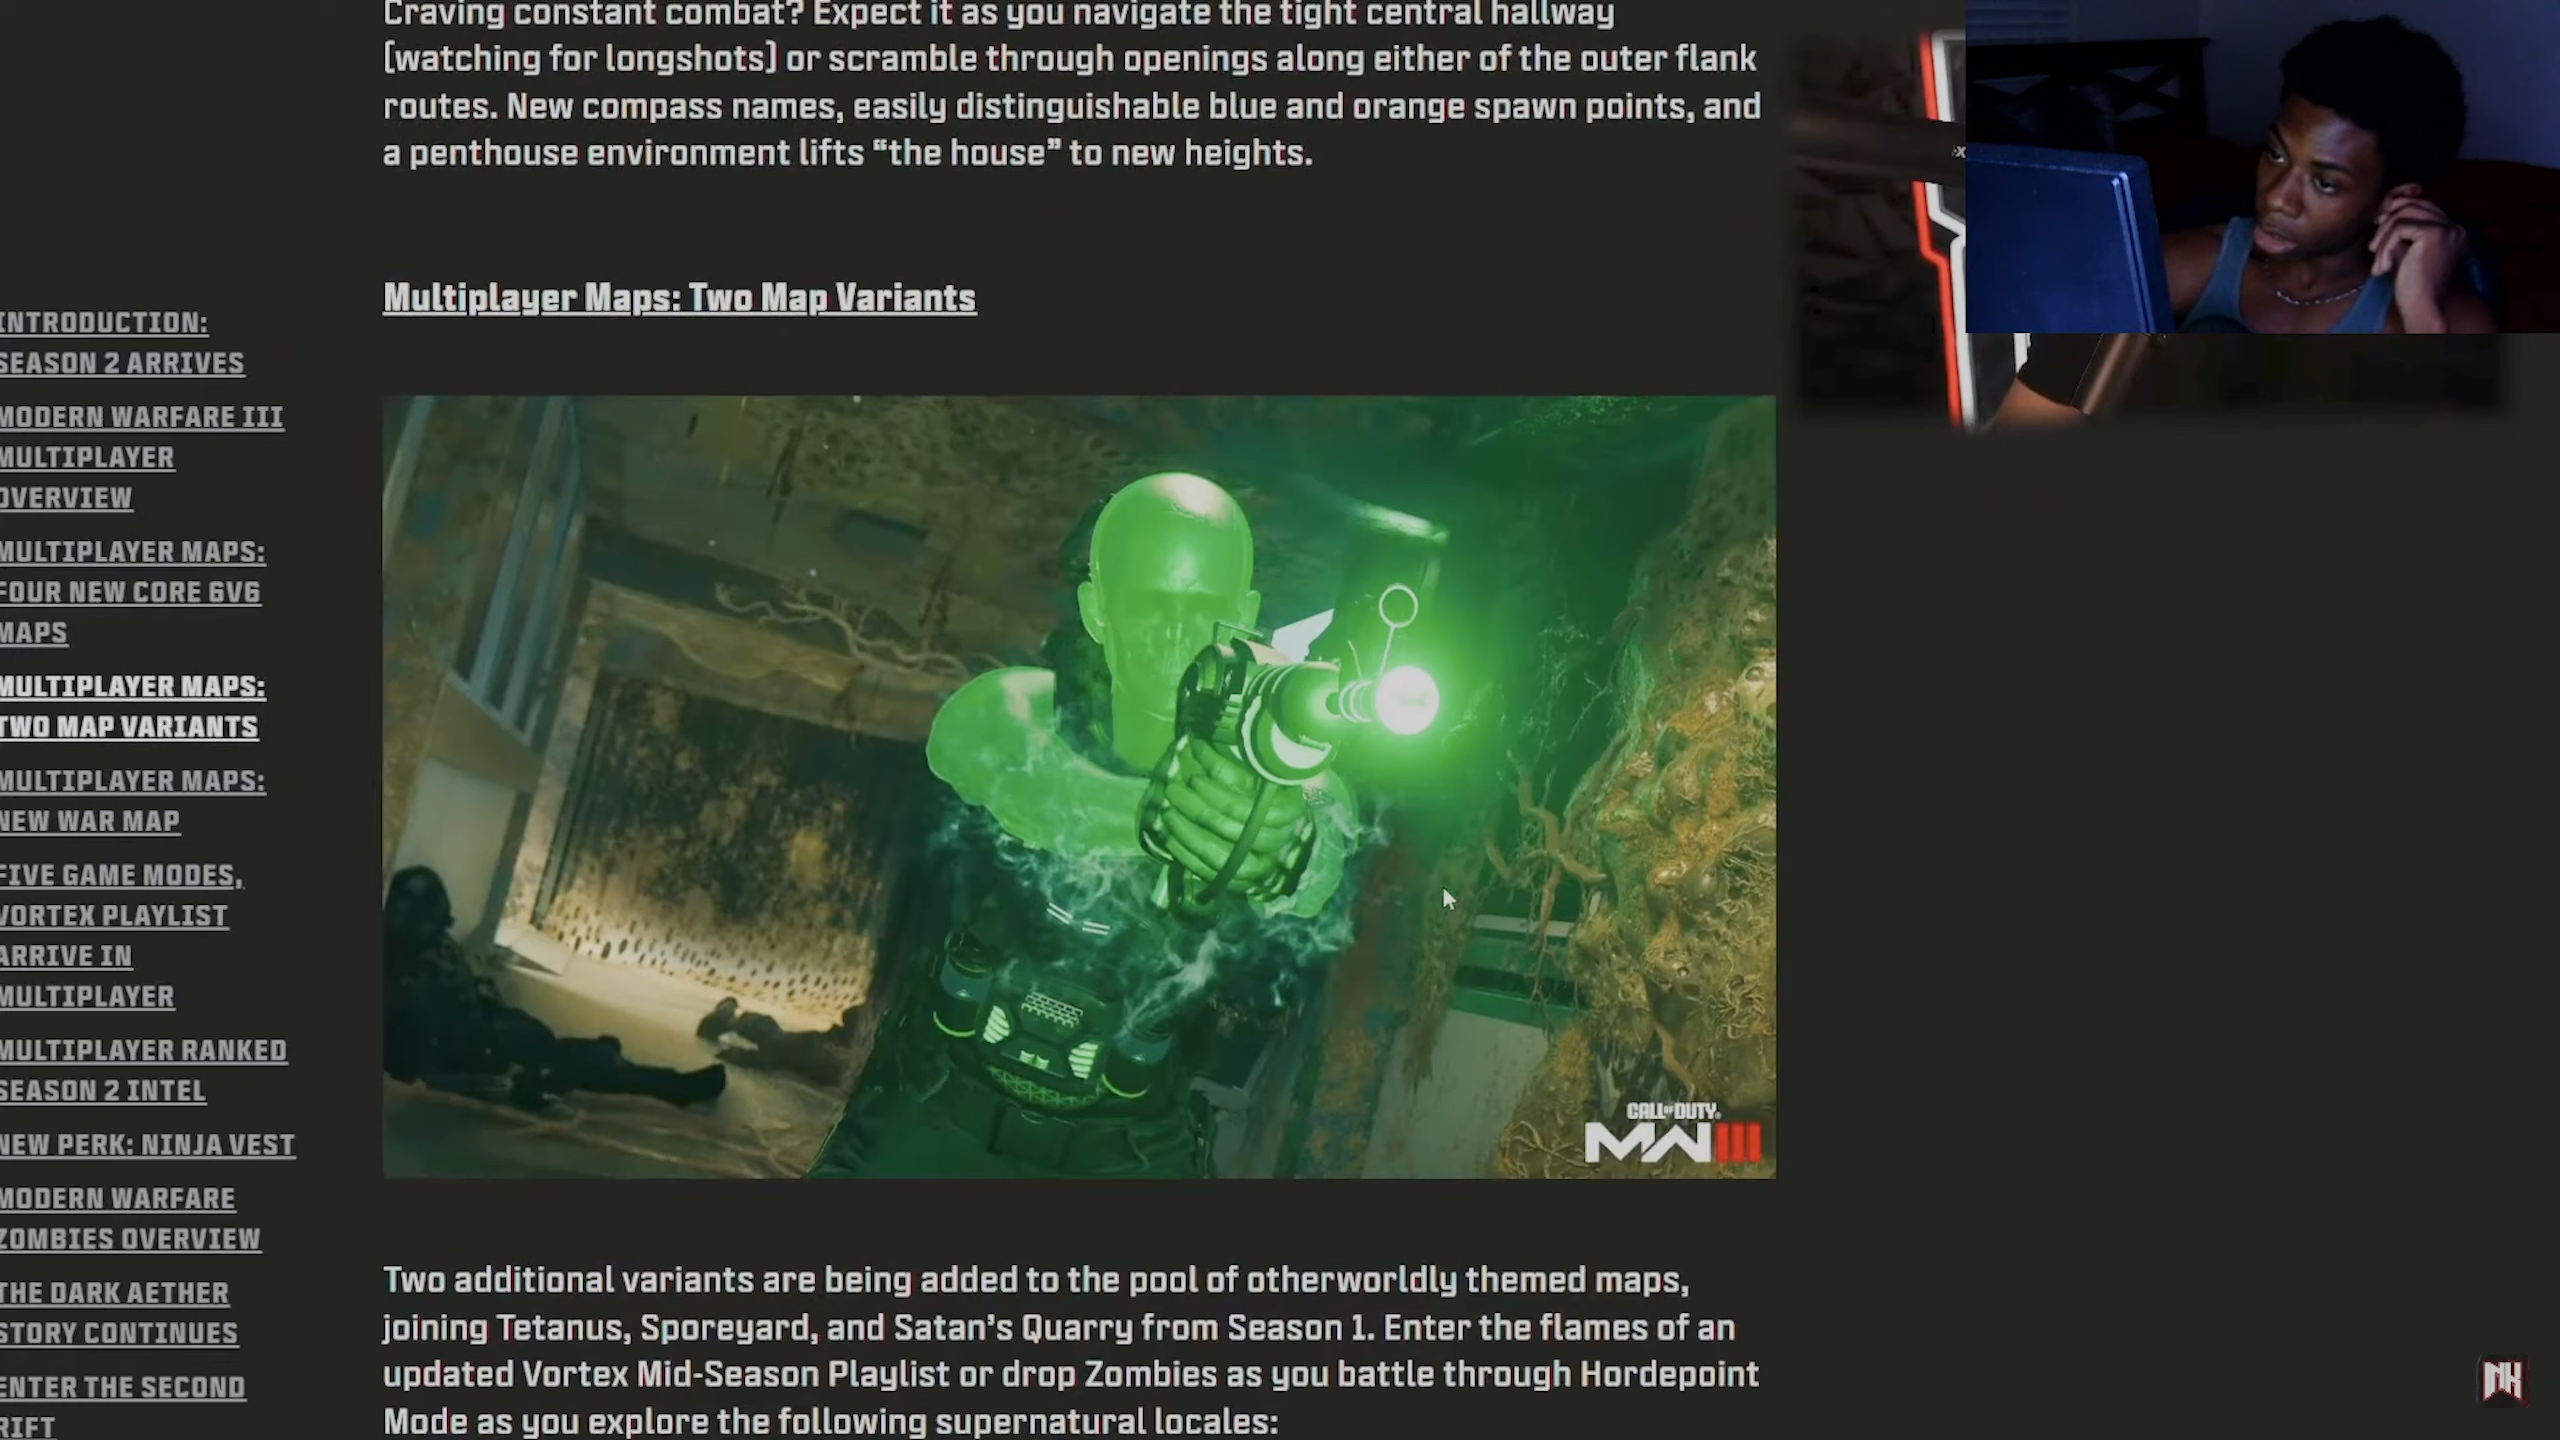 Craving constant combat? Expect it as you navigate the tight central hallway
[watching for longshots] or scramble through openings along either of the outer flank
routes. New compass names, easily distinguishable blue and orange spawn points, and
a penthouse environment lifts “the house” to new heights.
Multiplayer Maps: Two Map Variants
INTRODUCTION:
SEASON 2 ARRIVES
MODERN WARFARE III
MULTIPLAYER
OVERVIEW
MULTIPLAYER MAPS:
FOUR NEW CORE 6V6
MAPS
MULTIPLAYER MAPS:
TWO MAP VARIANTS
MULTIPLAYER MAPS:
NEW WAR MAP
FIVE GAME MODES,
VORTEX PLAYLIST
ARRIVE IN
MULTIPLAYER
MULTIPLAYER RANKED
SEASON 2 INTEL
NEW PERK: NINJA VEST
MODERN WARFARE
ZOMBIES OVERVIEW
THE DARK AETHER
STORY CONTINUES
ENTER THE SECOND
RIFT
CALL OF DUTY
MWIII
Two additional variants are being added to the pool of otherworldly themed maps,
joining Tetanus, Sporeyard, and Satan's Quarry from Season 1. Enter the flames of an
updated Vortex Mid-Season Playlist or drop Zombies as you battle through Hordepoint
Mode as you explore the following supernatural locales:
NK